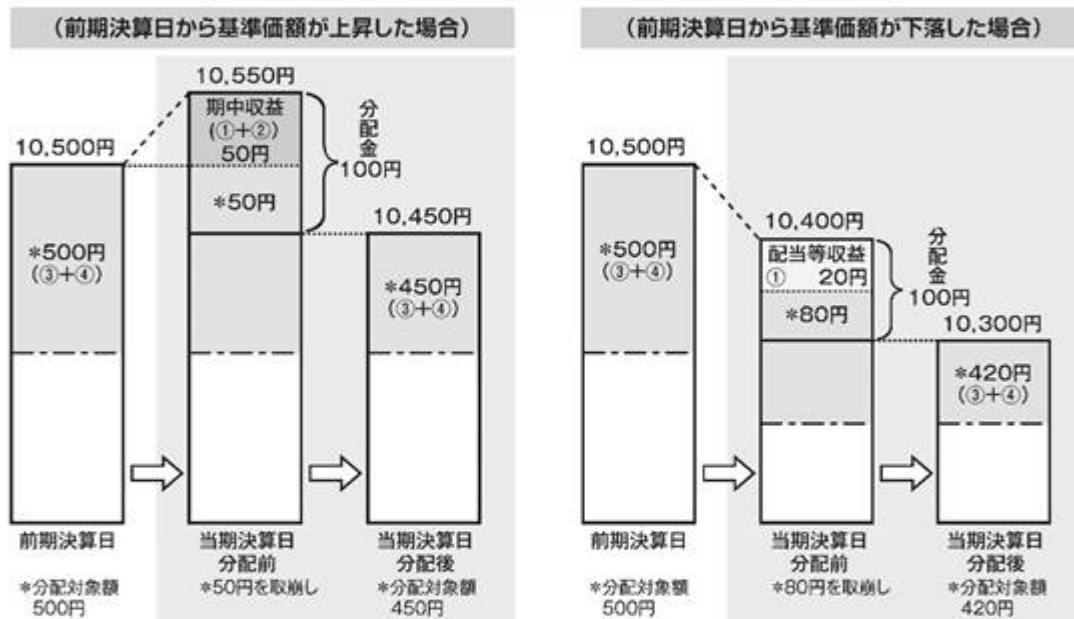 (前期決算日から基準価額が上昇した場合)
10,550円
期中収益
(①+②)
50円
*50円
分配金
100円
10,500円
*500円
(③+④)
10,450円
*450円
(③+④)
前期決算日
*分配対象額
500円
当期決算日
分配前
*50円を取崩し
当期決算日
分配後
*分配対象額
450円
(前期決算日から基準価額が下落した場合)
10,500円
*500円
(③+④)
10,400円
配当等収益
① 20円
*80円
分配金
100円
10,300円
*420円
(③+④)
前期決算日
*分配対象額
500円
当期決算日
分配前
*80円を取崩し
当期決算日
分配後
*分配対象額
420円